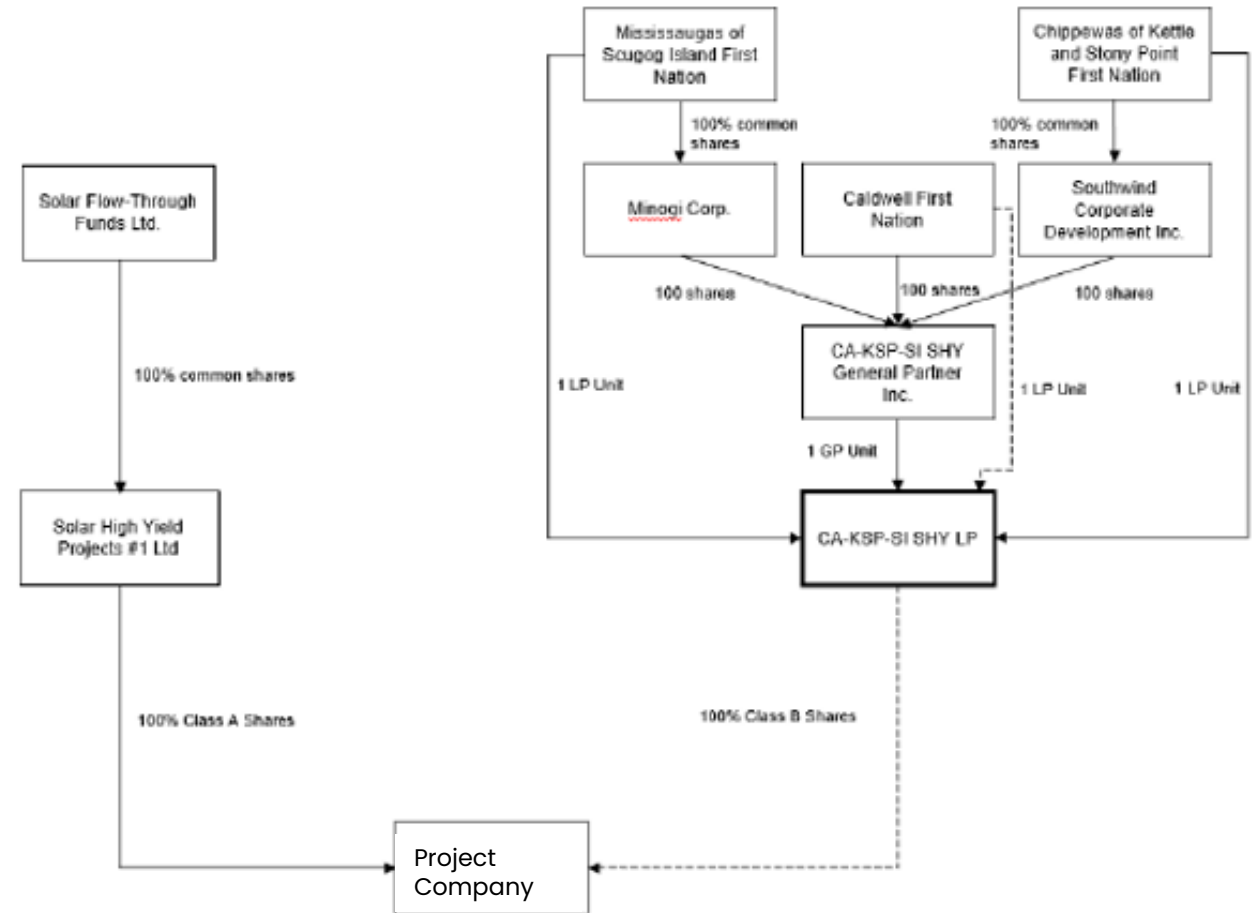 Mississaugas of
Scugog Island First
Nation
Chippewas of Kettle
and Stony Point
First Nation
100% common
shares
100% common
shares
Solar Flow-Through
Funds Ltd.
Minogi Corp.
Caldwell First
Nation
Southwind
Corporate
Development Inc.
100 shares
100 shares
100 shares
100% common shares
1 LP Unit
CA-KSP-SI SHY
General Partner
Inc.
1 LP Unit
1 LP Unit
1 GP Unit
Solar High Yield
Projects #1 Ltd
CA-KSP-SI SHY LP
100% Class A Shares
100% Class B Shares
Project
Company